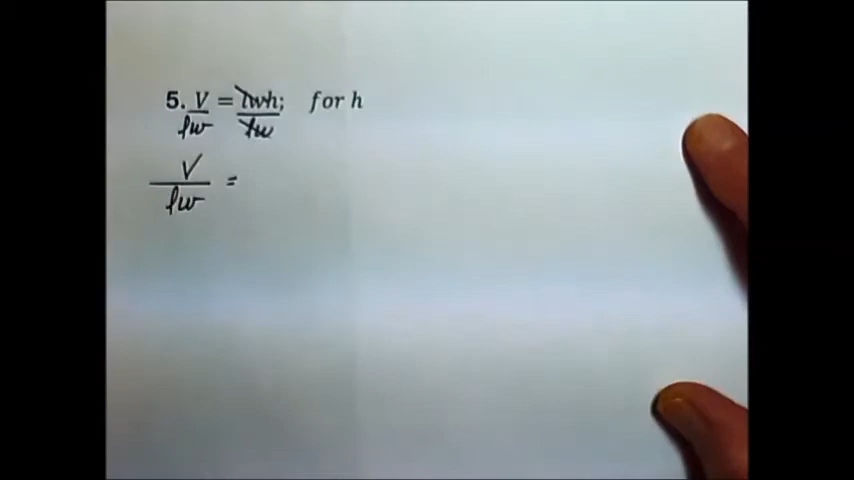 5. V = lwh; for h
lw lw
V
lw =